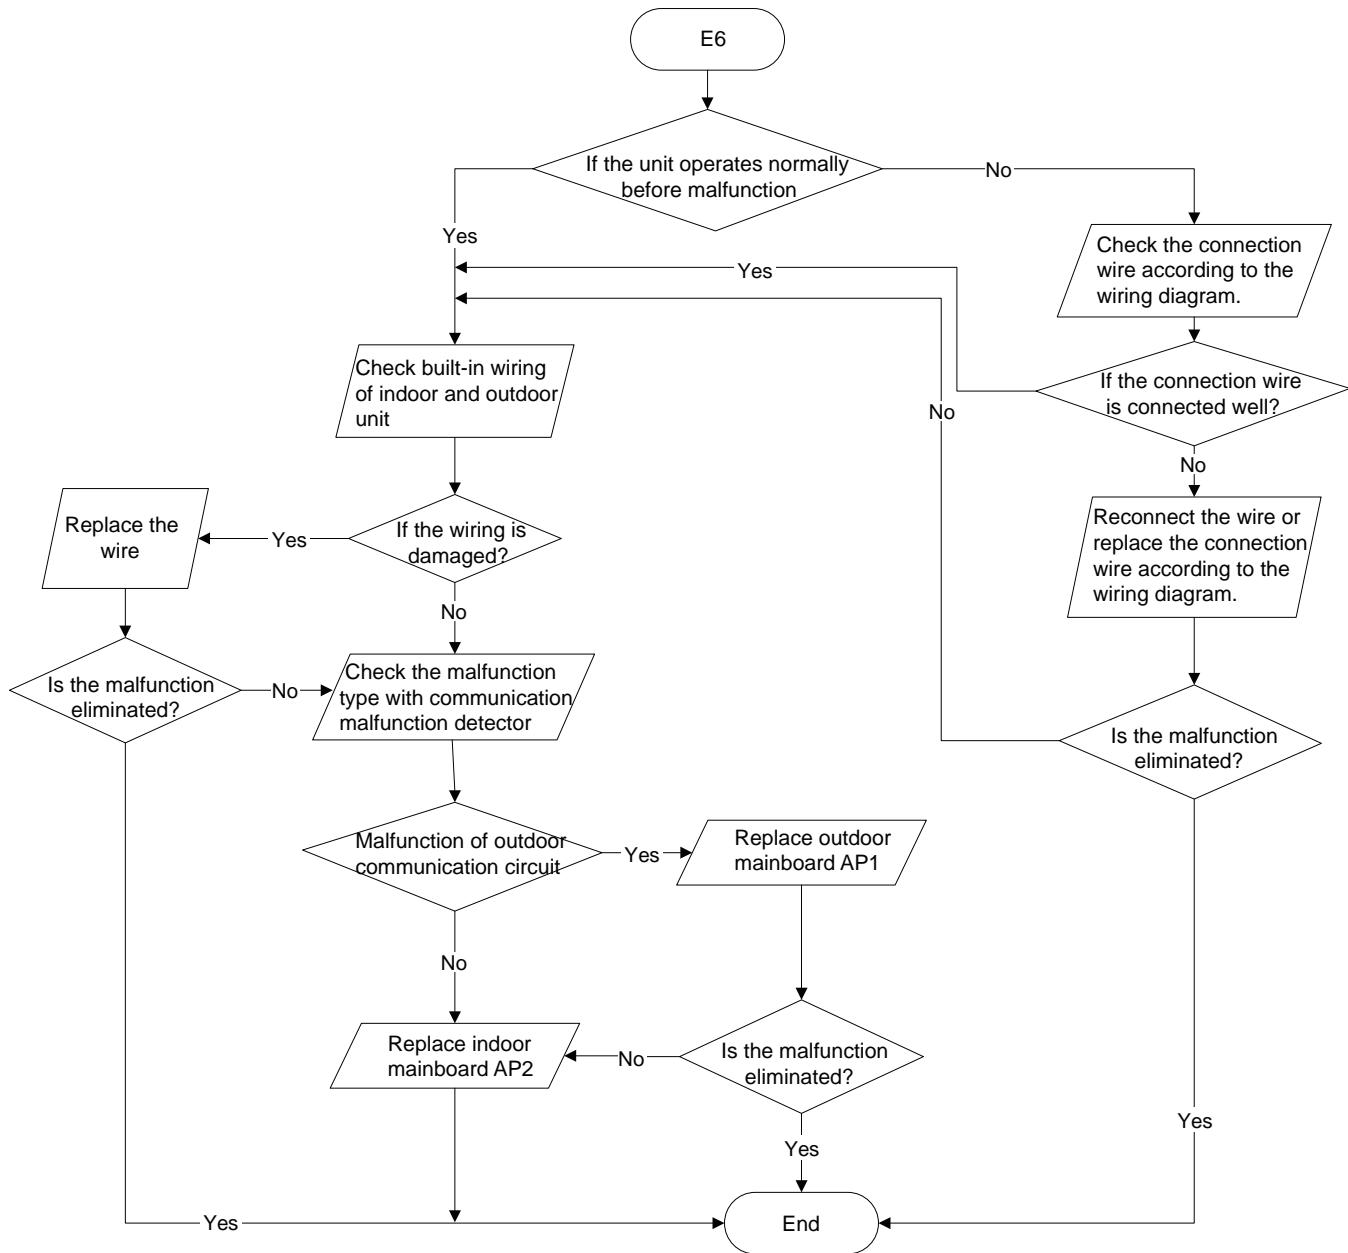 E6
If the unit operates normally
before malfunction
No
Yes
Check the connection
wire according to the
wiring diagram.
Yes
Check built-in wiring
of indoor and outdoor
unit
If the connection wire
is connected well?
No
No
Replace the
wire
Yes
If the wiring is
damaged?
Reconnect the wire or
replace the connection
wire according to the
wiring diagram.
No
Is the malfunction
eliminated?
No
Check the malfunction
type with communication
malfunction detector
Is the malfunction
eliminated?
Malfunction of outdoor
communication circuit
Yes
Replace outdoor
mainboard AP1
No
Replace indoor
mainboard AP2
No
Is the malfunction
eliminated?
Yes
Yes
Yes
End